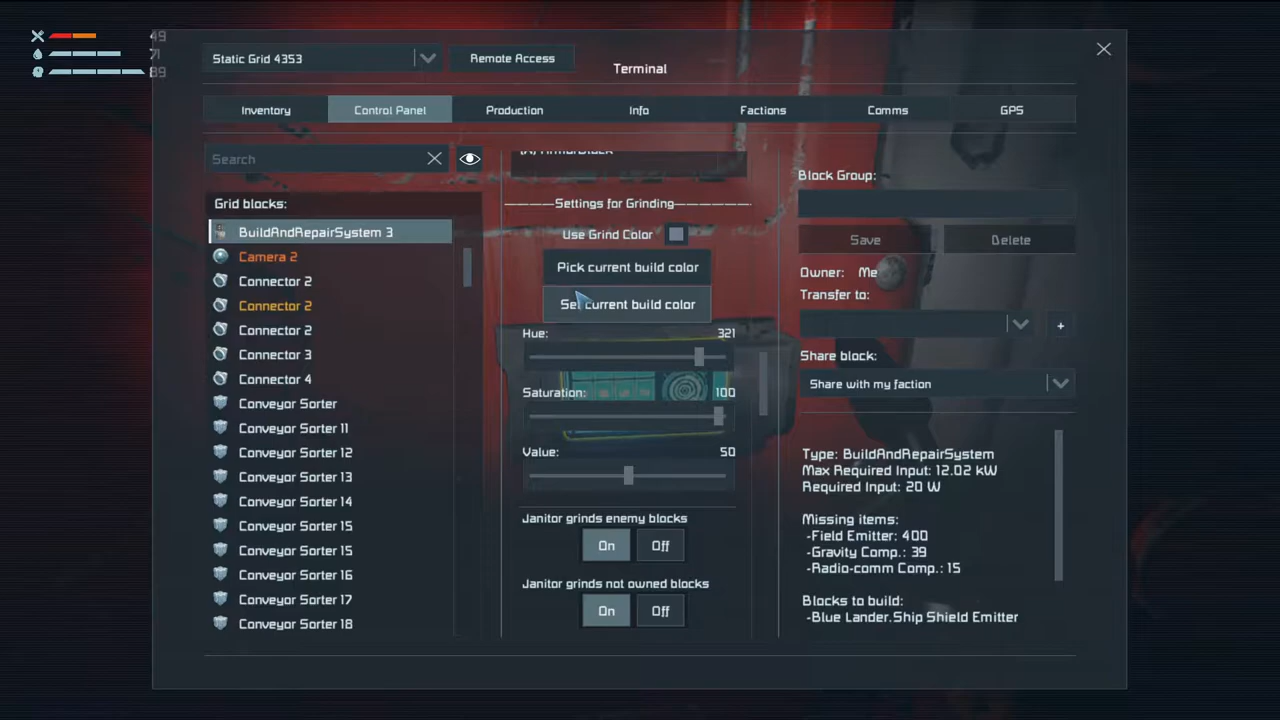 49
71
89
Static Grid 4353
Remote Access
Terminal
Inventory
Control Panel
Production
Info
Factions
Comms
GPS
Search
Grid blocks:
BuildAndRepairSystem 3
Camera 2
Connector 2
Connector 2
Connector 2
Connector 3
Connector 4
Conveyor Sorter
Conveyor Sorter 11
Conveyor Sorter 12
Conveyor Sorter 13
Conveyor Sorter 14
Conveyor Sorter 15
Conveyor Sorter 15
Conveyor Sorter 16
Conveyor Sorter 17
Conveyor Sorter 18
Settings for Grinding
Use Grind Color
Pick current build color
Set current build color
Hue: 321
Saturation: 100
Value: 50
Janitor grinds enemy blocks
On Off
Janitor grinds not owned blocks
On Off
Block Group:
Save Delete
Owner: Me
Transfer to:
+
Share block:
Share with my faction
Type: BuildAndRepairSystem
Max Required Input: 12.02 kW
Required Input: 20 W
Missing items:
-Field Emitter: 400
-Gravity Comp.: 39
-Radio-comm Comp.: 15
Blocks to build:
-Blue Lander.Ship Shield Emitter